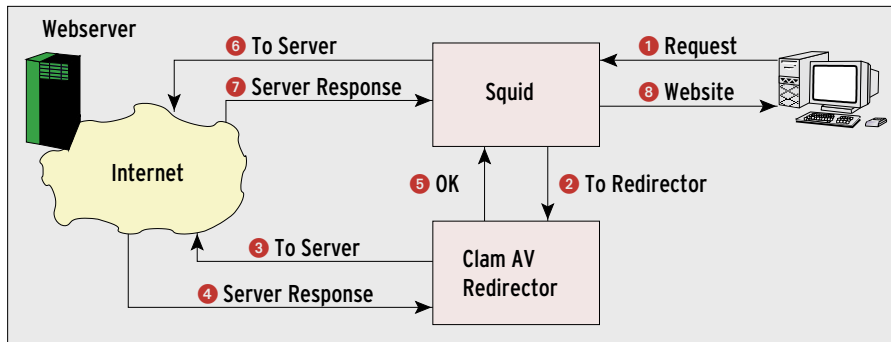 Webserver
6 To Server
1 Request
7 Server Response
Squid
8 Website
Internet
5 OK
2 To Redirector
3 To Server
Clam AV
Redirector
4 Server Response